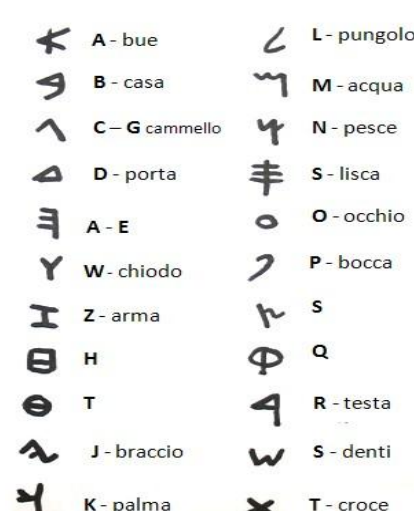 𐤀 A - bue
𐤁 B - casa
𐤂 C – G cammello
𐤃 D - porta
𐤄 A - E
𐤅 W - chiodo
𐤆 Z - arma
𐤇 H
𐤈 T
𐤉 J - braccio
𐤊 K - palma
𐤋 L - pungolo
𐤌 M - acqua
𐤍 N - pesce
𐤎 S - lisca
𐤏 O - occhio
𐤐 P - bocca
𐤑 S
𐤒 Q
𐤓 R - testa
𐤔 S - denti
𐤕 T - croce